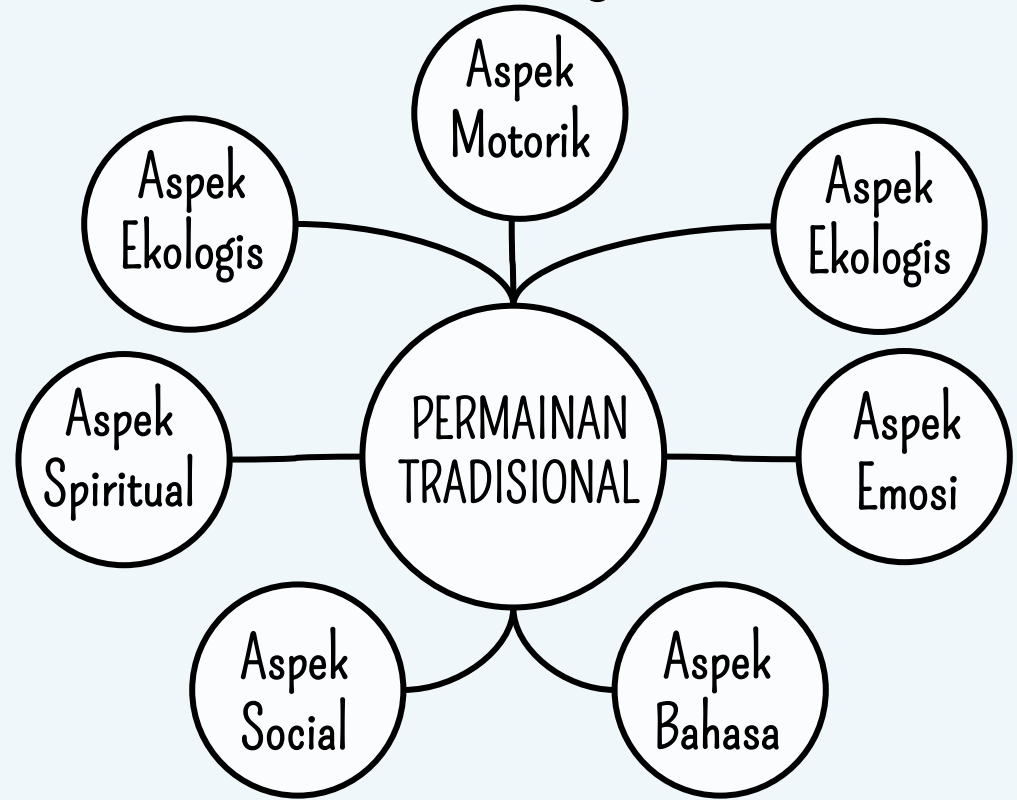 Aspek
Motorik
Aspek
Ekologis
Aspek
Ekologis
Aspek
Spiritual
PERMAINAN
TRADISIONAL
Aspek
Emosi
Aspek
Social
Aspek
Bahasa